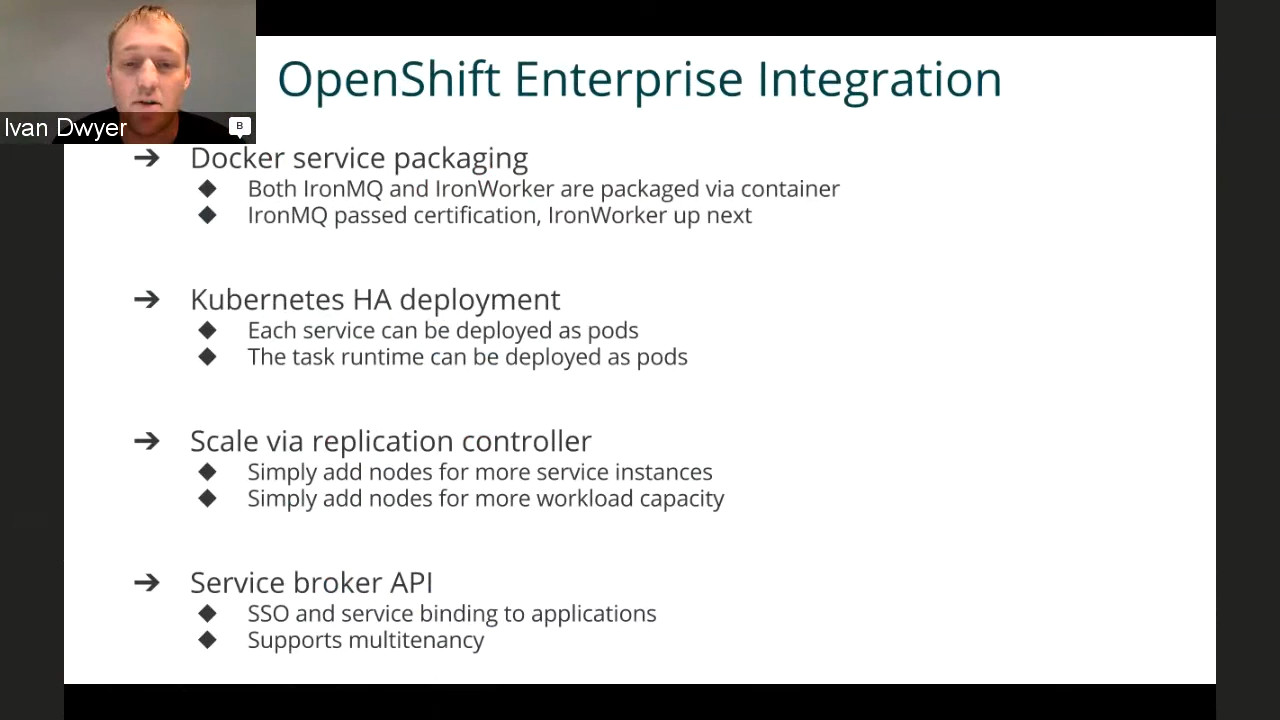 OpenShift Enterprise Integration
Ivan Dwyer
B
➔ Docker service packaging
◆ Both IronMQ and IronWorker are packaged via container
◆ IronMQ passed certification, IronWorker up next
➔ Kubernetes HA deployment
◆ Each service can be deployed as pods
◆ The task runtime can be deployed as pods
➔ Scale via replication controller
◆ Simply add nodes for more service instances
◆ Simply add nodes for more workload capacity
➔ Service broker API
◆ SSO and service binding to applications
◆ Supports multitenancy